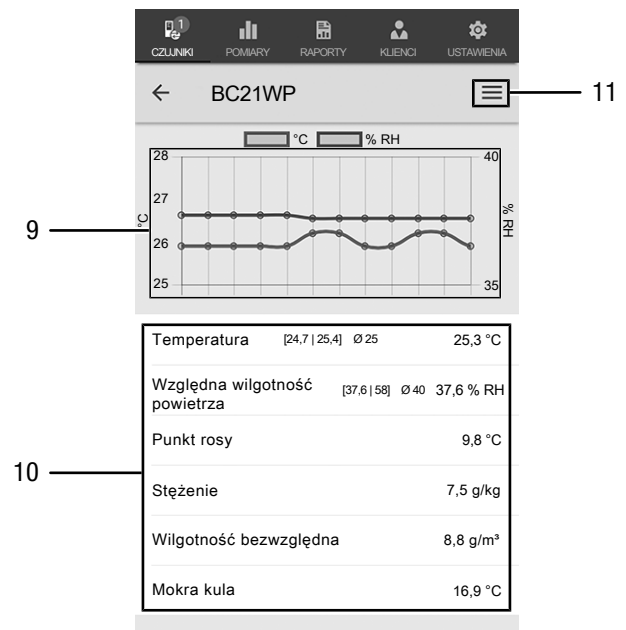 1
CZUJNIKI POMIARY RAPORTY KLIENCI USTAWIENIA
BC21WP
11
°C % RH
28 40
27
9
°C
% RH
26
25 35
Temperatura [24,7 | 25,4] Ø 25 25,3 °C
Względna wilgotność
powietrza [37,6 | 58] Ø 40 37,6 % RH
Punkt rosy 9,8 °C
10
Stężenie 7,5 g/kg
Wilgotność bezwzględna 8,8 g/m³
Mokra kula 16,9 °C